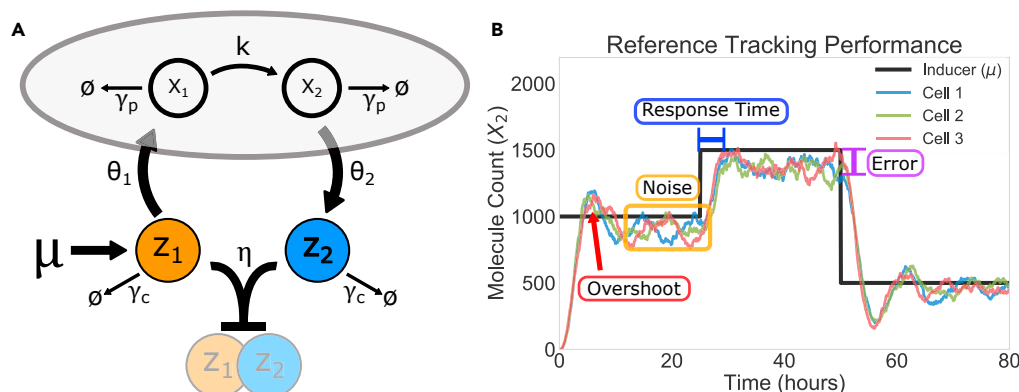 A
k
X₁
X₂
ø
γp
γp
ø
θ₁
θ₂
μ
Z₁
Z₂
η
ø
γc
γc
ø
Z₁
Z₂
B
Reference Tracking Performance
Molecule Count (X₂)
2000
1500
1000
500
0
0
20
40
60
80
Time (hours)
Inducer (μ)
Cell 1
Cell 2
Cell 3
Response Time
Error
Noise
Overshoot